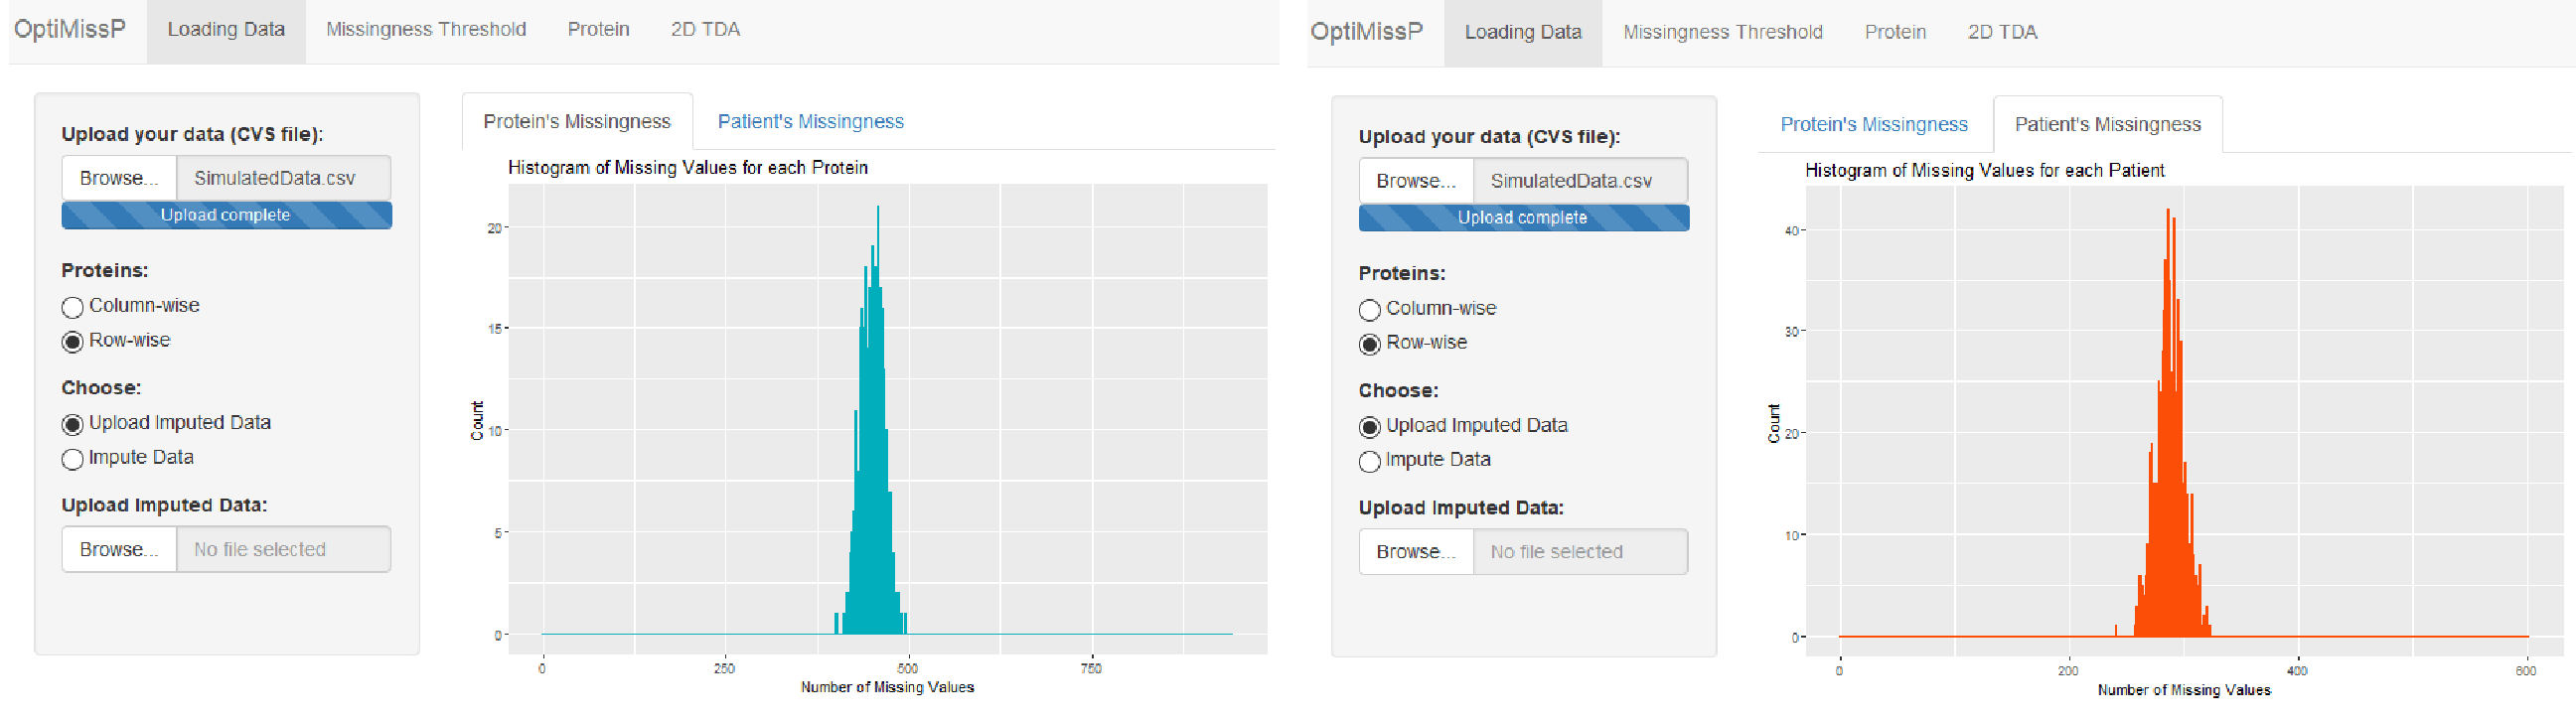 OptiMissP Loading Data Missingness Threshold Protein 2D TDA
Upload your data (CVS file):
Browse... SimulatedData.csv
Upload complete
Proteins:
Column-wise
Row-wise
Choose:
Upload Imputed Data
Impute Data
Upload Imputed Data:
Browse... No file selected
Protein's Missingness Patient's Missingness
Histogram of Missing Values for each Protein
20
15
10
5
0
Count
0 250 500 750
Number of Missing Values
OptiMissP Loading Data Missingness Threshold Protein 2D TDA
Upload your data (CVS file):
Browse... SimulatedData.csv
Upload complete
Proteins:
Column-wise
Row-wise
Choose:
Upload Imputed Data
Impute Data
Upload Imputed Data:
Browse... No file selected
Protein's Missingness Patient's Missingness
Histogram of Missing Values for each Patient
40
30
20
10
0
Count
0 200 400 600
Number of Missing Values